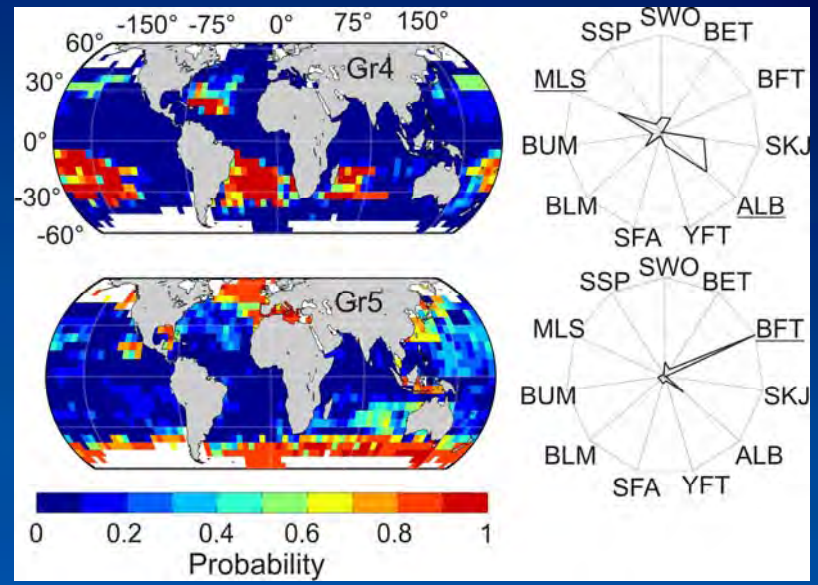 -150° -75° 0° 75° 150°
60°
30°
0°
-30°
-60°
Gr4
SWO
BET
BFT
SKJ
ALB
YFT
SFA
BLM
BUM
MLS
SSP
Gr5
SWO
BET
BFT
SKJ
ALB
YFT
SFA
BLM
BUM
MLS
SSP
0 0.2 0.4 0.6 0.8 1
Probability